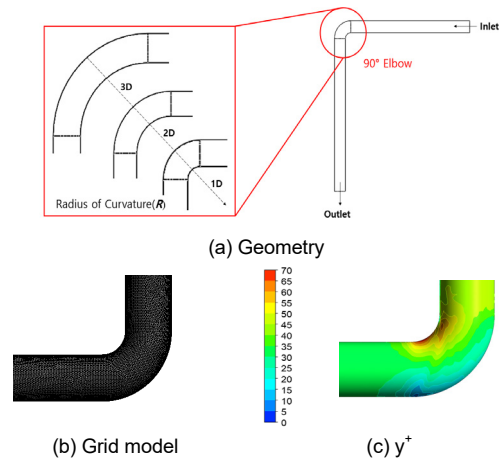 Inlet
90° Elbow
3D
2D
1D
Radius of Curvature(R)
Outlet
(a) Geometry
70
65
60
55
50
45
40
35
30
25
20
15
10
5
0
(b) Grid model
(c) y+